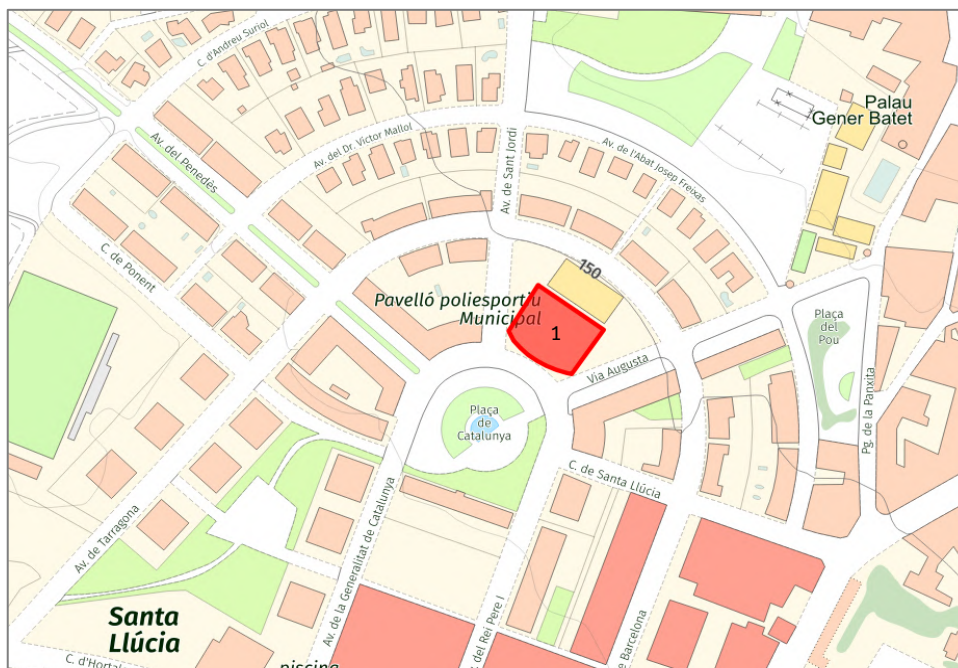 C. d'Andreu Suriol
Palau
Gener Batet
Av. del Dr. Víctor Mallol
Av. de Sant Jordi
Av. de l'Abat Josep Freixas
Av. del Penedès
C. de Ponent
150
Pavelló poliesportiu
Municipal
1
Plaça
del
Pou
Via Augusta
Pg. de la Panxita
Plaça
de
Catalunya
C. de Santa Llúcia
Av. de Tarragona
Av. de la Generalitat de Catalunya
del Rei Pere I
e Barcelona
Santa
Llúcia
C. d'Hortal
piscina